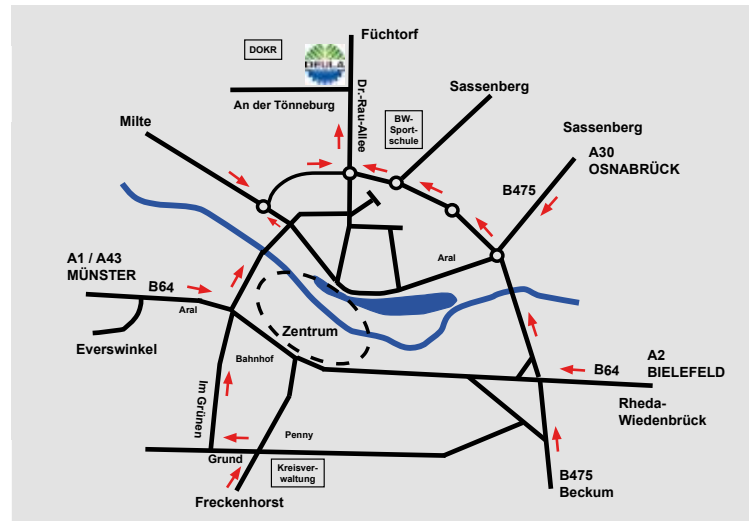 Füchtorf
DOKR
DEULA
An der Tönneburg
Dr.-Rau-Allee
BW-
Sport-
schule
Sassenberg
Milte
Sassenberg
A30
OSNABRÜCK
B475
A1 / A43
MÜNSTER
B64
Aral
Aral
Everswinkel
Zentrum
Bahnhof
Im Grünen
A2
BIELEFELD
B64
Rheda-
Wiedenbrück
Penny
Grund
Kreisver-
waltung
Freckenhorst
B475
Beckum